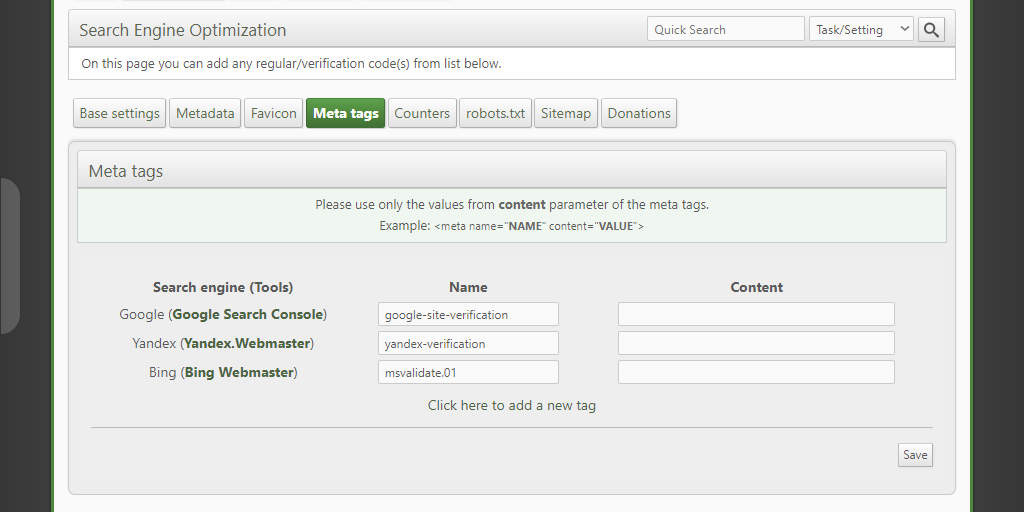 Search Engine Optimization
Quick Search
Task/Setting
On this page you can add any regular/verification code(s) from list below.
Base settings
Metadata
Favicon
Meta tags
Counters
robots.txt
Sitemap
Donations
Meta tags
Please use only the values from content parameter of the meta tags.
Example: <meta name="NAME" content="VALUE">
Search engine (Tools) Name Content
Google (Google Search Console) google-site-verification
Yandex (Yandex.Webmaster) yandex-verification
Bing (Bing Webmaster) msvalidate.01
Click here to add a new tag
Save